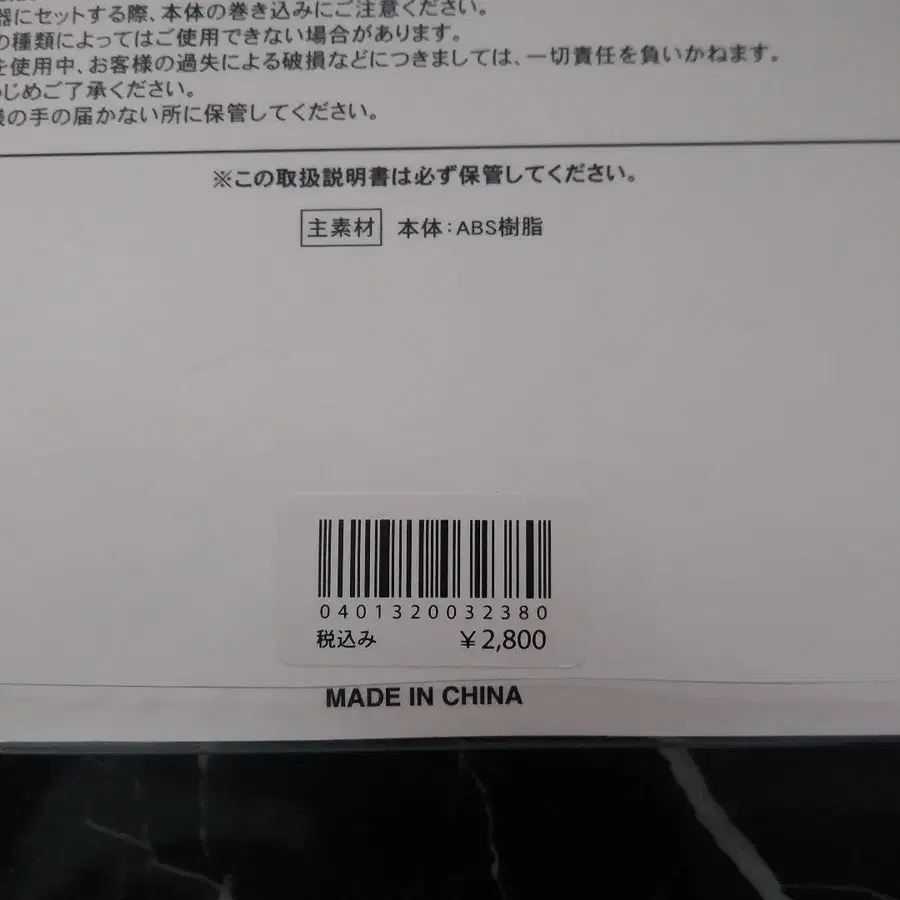 器にセットする際、本体の巻き込みにご注意ください。
の種類によってはご使用できない場合があります。
を使用中、お客様の過失による破損などにつきましては、一切責任を負いかねます。
じめご了承ください。
様の手の届かない所に保管してください。
※この取扱説明書は必ず保管してください。
主素材 本体:ABS樹脂
0401320032380
税込み ¥2,800
MADE IN CHINA